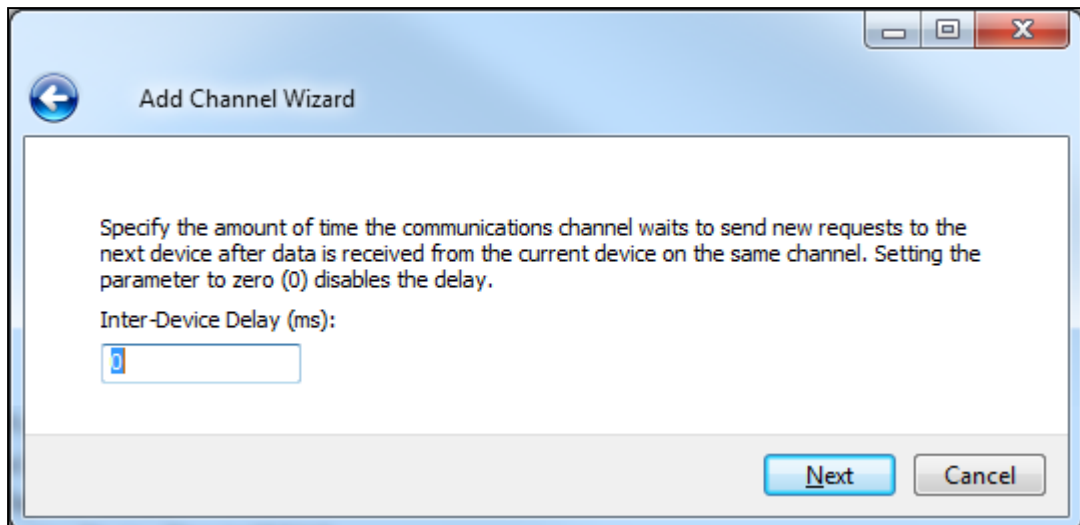 Add Channel Wizard
Specify the amount of time the communications channel waits to send new requests to the
next device after data is received from the current device on the same channel. Setting the
parameter to zero (0) disables the delay.
Inter-Device Delay (ms):
0
Next
Cancel